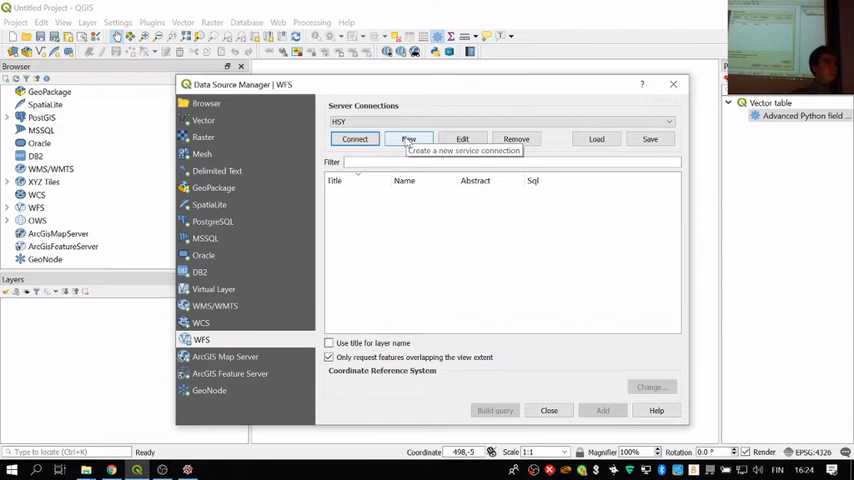 Untitled Project - QGIS
Project Edit View Layer Settings Plugins Vector Raster Database Web Mesh Processing Help
Browser
GeoPackage
SpatiaLite
PostGIS
MSSQL
Oracle
DB2
WMS/WMTS
XYZ Tiles
WCS
WFS
OWS
ArcGisMapServer
ArcGisFeatureServer
GeoNode
Layers
Data Source Manager | WFS
Browser
Vector
Raster
Mesh
Delimited Text
GeoPackage
SpatiaLite
PostgreSQL
MSSQL
Oracle
DB2
Virtual Layer
WMS/WMTS
WCS
WFS
ArcGIS Map Server
ArcGIS Feature Server
GeoNode
Server Connections
HSY
Connect New Edit Remove Load Save
Create a new service connection
Filter
Title Name Abstract Sql
Use title for layer name
Only request features overlapping the view extent
Coordinate Reference System
Change...
Build query Close Add Help
Vector table
Advanced Python field
Type to locate (Ctrl+K) Ready Coordinate 498,-5 Scale 1:1 Magnifier 100% Rotation 0.0 ° Render EPSG:4326
FIN 16:24